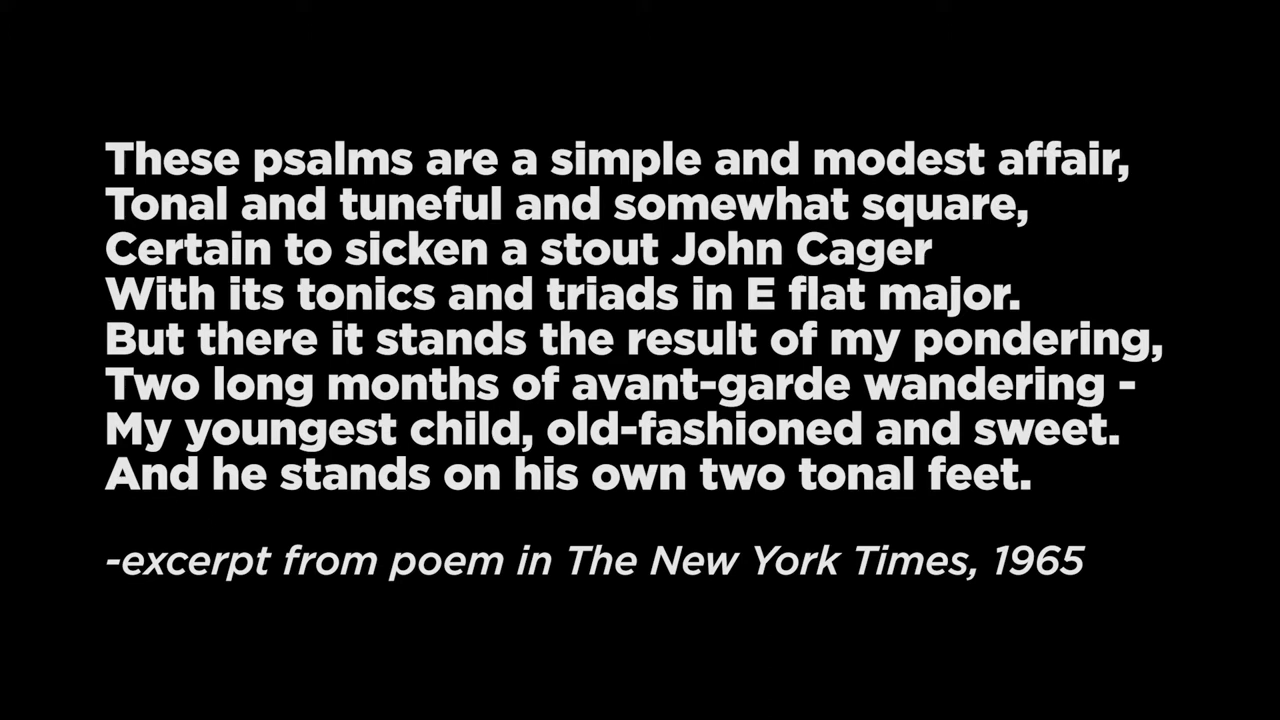 These psalms are a simple and modest affair,
Tonal and tuneful and somewhat square,
Certain to sicken a stout John Cager
With its tonics and triads in E flat major.
But there it stands the result of my pondering,
Two long months of avant-garde wandering -
My youngest child, old-fashioned and sweet.
And he stands on his own two tonal feet.
-excerpt from poem in The New York Times, 1965